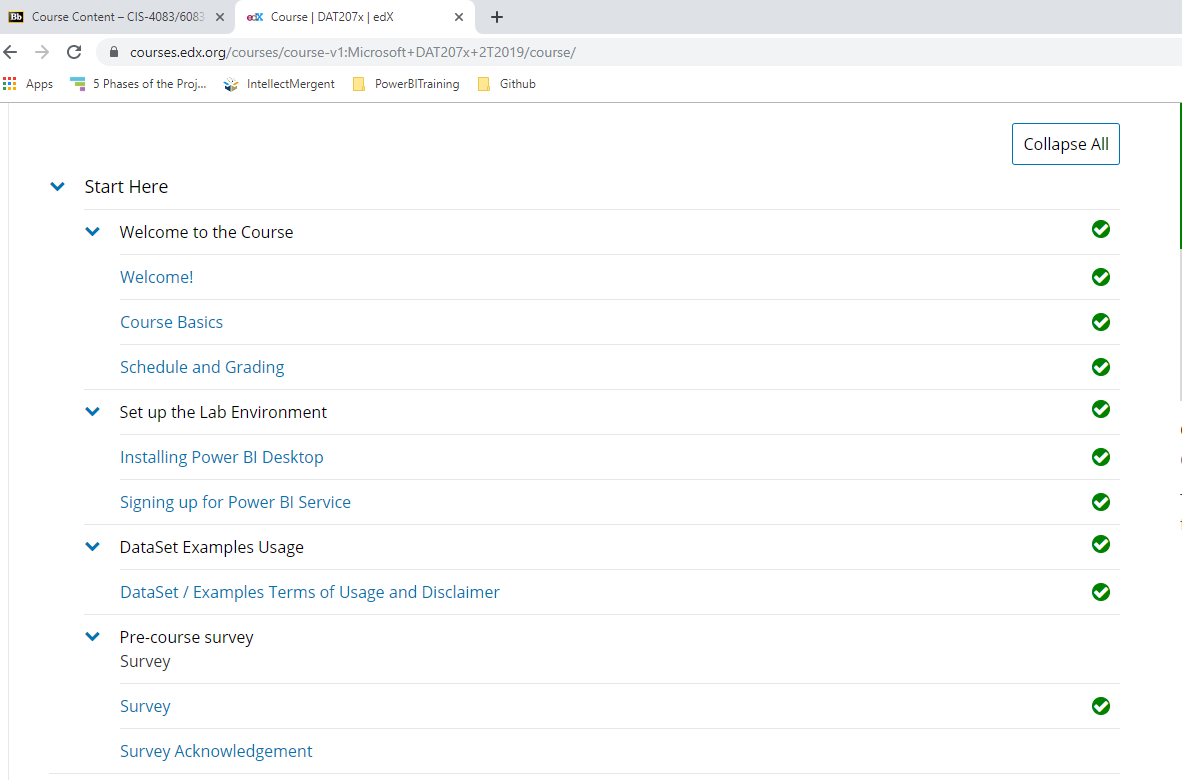 Bb Course Content – CIS-4083/6083
edX Course | DAT207x | edX
courses.edx.org/courses/course-v1:Microsoft+DAT207x+2T2019/course/
Apps 5 Phases of the Proj... IntellectMergent PowerBITraining Github
Collapse All
Start Here
Welcome to the Course
Welcome!
Course Basics
Schedule and Grading
Set up the Lab Environment
Installing Power BI Desktop
Signing up for Power BI Service
DataSet Examples Usage
DataSet / Examples Terms of Usage and Disclaimer
Pre-course survey
Survey
Survey
Survey Acknowledgement